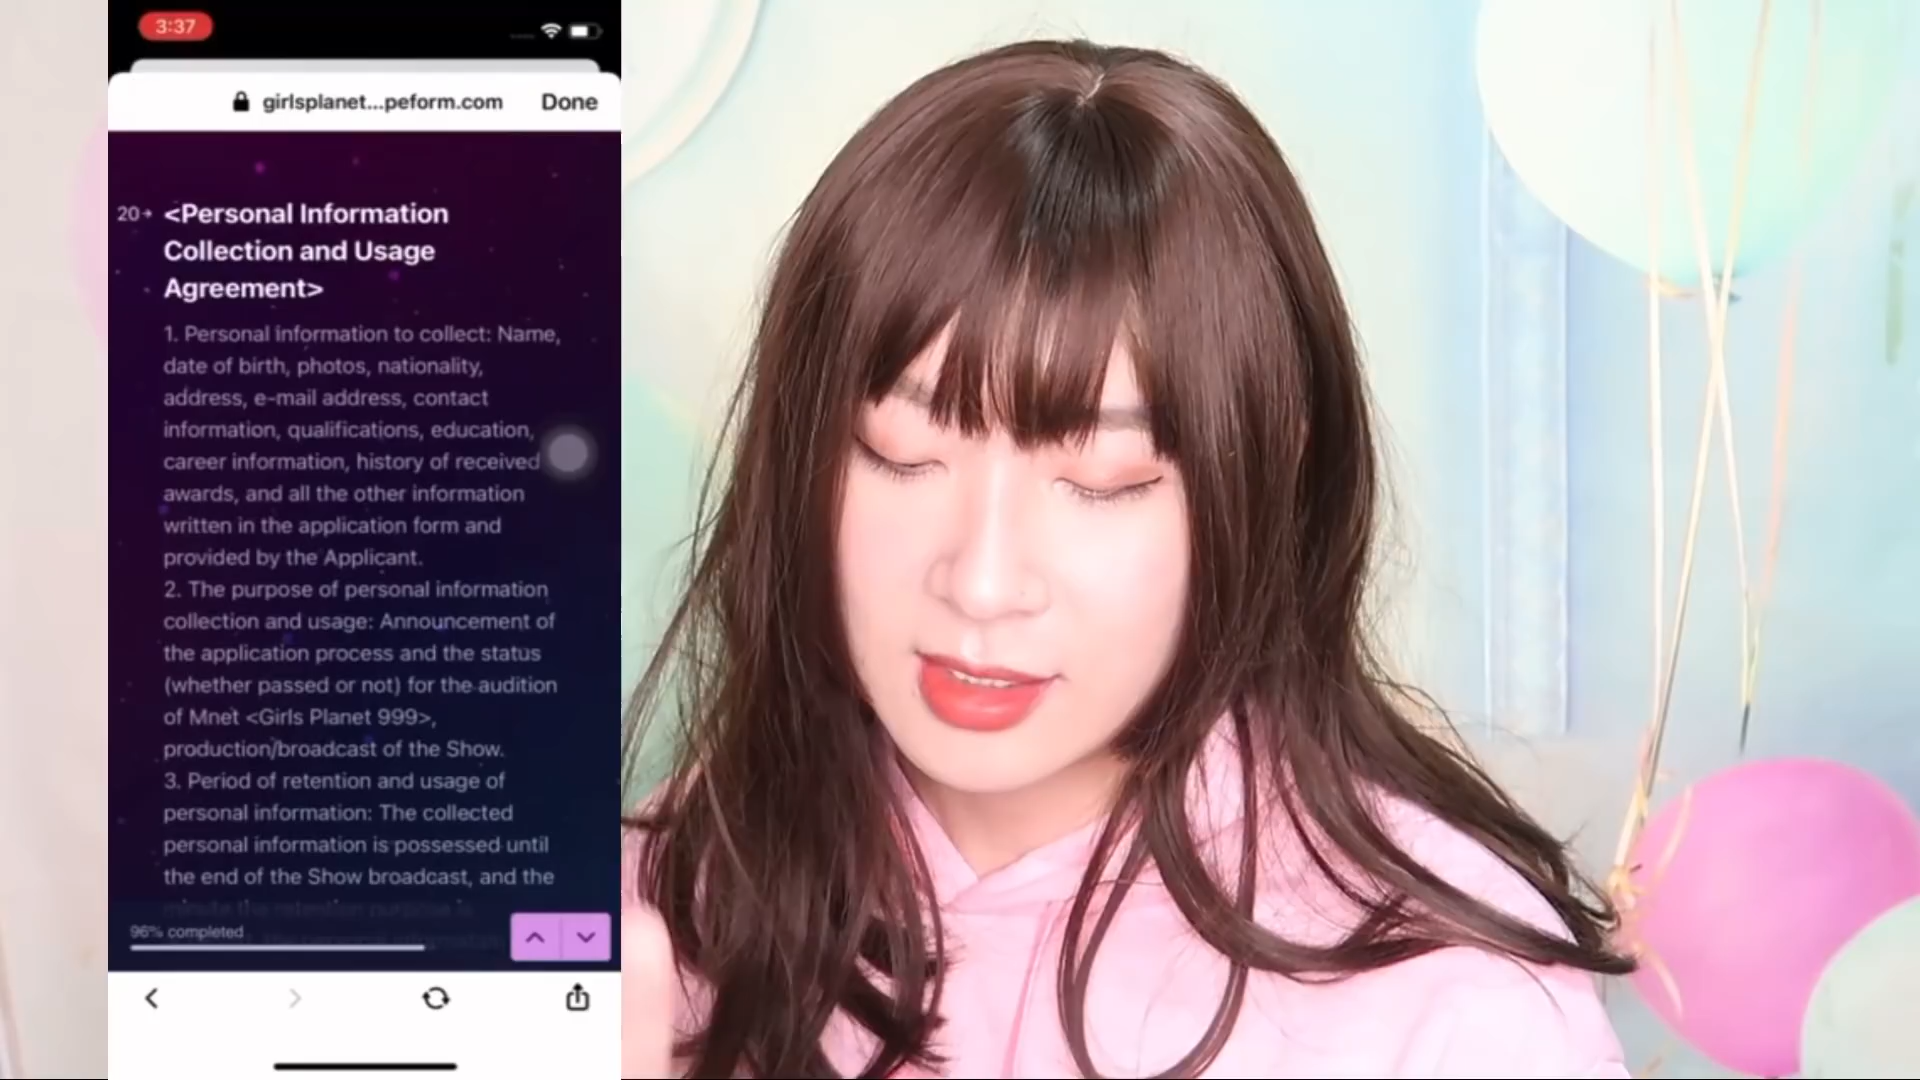 3:37
girlsplanet...peform.com
Done
20→ <Personal Information
Collection and Usage
Agreement>
1. Personal information to collect: Name,
date of birth, photos, nationality,
address, e-mail address, contact
information, qualifications, education,
career information, history of received
awards, and all the other information
written in the application form and
provided by the Applicant.
2. The purpose of personal information
collection and usage: Announcement of
the application process and the status
(whether passed or not) for the audition
of Mnet <Girls Planet 999>,
production/broadcast of the Show.
3. Period of retention and usage of
personal information: The collected
personal information is possessed until
the end of the Show broadcast, and the
96% completed